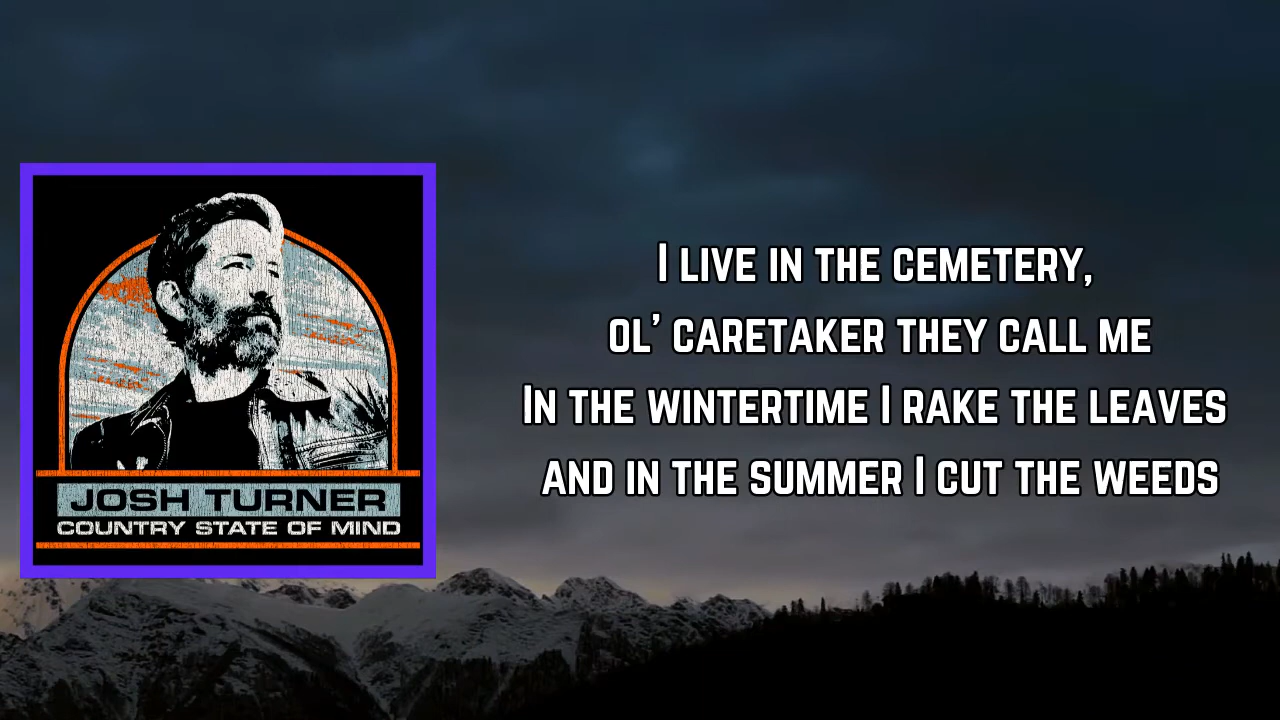 JOSH TURNER
COUNTRY STATE OF MIND
I LIVE IN THE CEMETERY,
OL' CARETAKER THEY CALL ME
IN THE WINTERTIME I RAKE THE LEAVES
AND IN THE SUMMER I CUT THE WEEDS